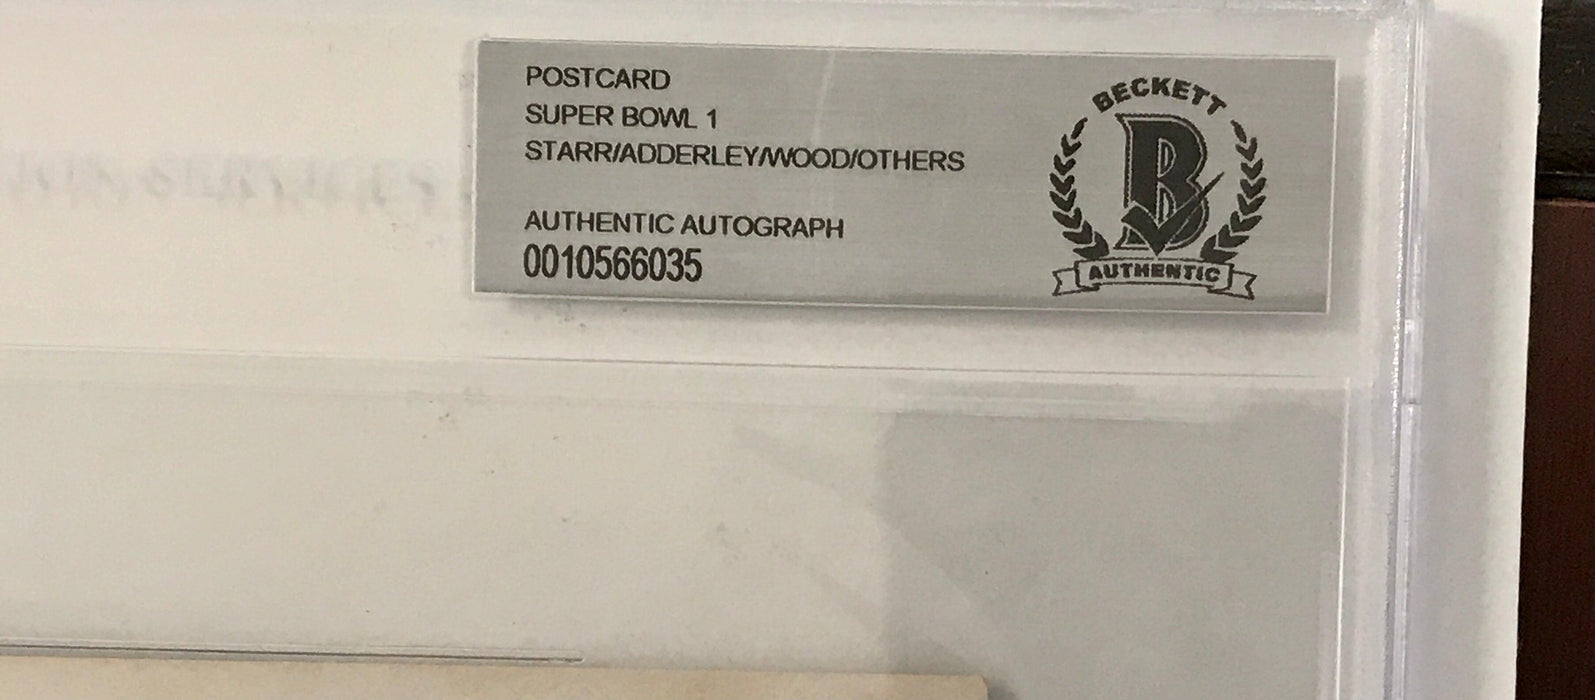 POSTCARD
SUPER BOWL 1
STARR/ADDERLEY/WOOD/OTHERS
AUTHENTIC AUTOGRAPH
0010566035
BECKETT
B
AUTHENTIC